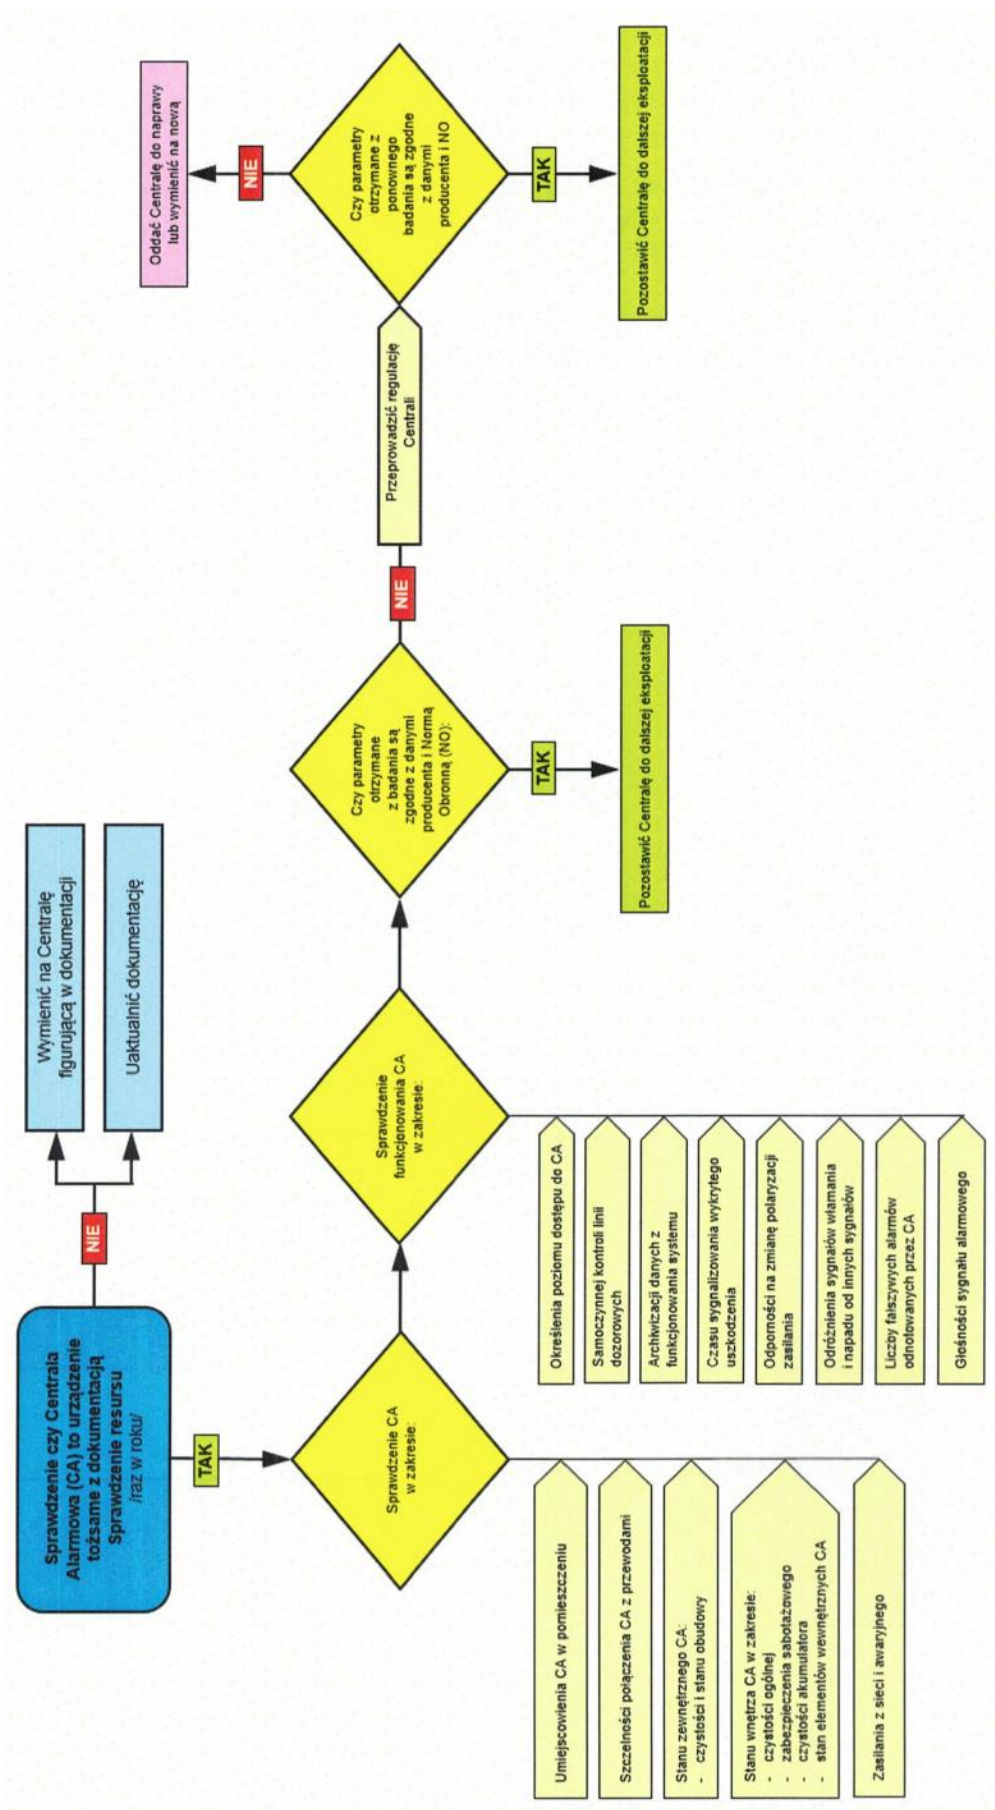 Sprawdzenie czy Centrala
Alarmowa (CA) to urządzenie
tożsame z dokumentacją
Sprawdzenie resursu
/raz w roku/
NIE
Wymienić na Centralę
figurującą w dokumentacji
Uaktualnić dokumentację
TAK
Sprawdzenie CA
w zakresie:
Umiejscowienia CA w pomieszczeniu
Szczelności połączenia CA z przewodami
Stanu zewnętrznego CA:
- czystości i stanu obudowy
Stanu wnętrza CA w zakresie:
- czystości ogólnej
- zabezpieczenia sabotażowego
- czystości akumulatora
- stan elementów wewnętrznych CA
Zasilania z sieci i awaryjnego
Sprawdzenie
funkcjonowania CA
w zakresie:
Określenia poziomu dostępu do CA
Samoczynnej kontroli linii
dozorowych
Archiwizacji danych z
funkcjonowania systemu
Czasu sygnalizowania wykrytego
uszkodzenia
Odporności na zmianę polaryzacji
zasilania
Odróżnienia sygnałów włamania
i napadu od innych sygnałów
Liczby fałszywych alarmów
odnotowanych przez CA
Głośności sygnału alarmowego
Czy parametry
otrzymane
z badania są
zgodne z danymi
producenta i Normą
Obronną (NO):
TAK
Pozostawić Centralę do dalszej eksploatacji
NIE
Przeprowadzić regulację
Centrali
Czy parametry
otrzymane z
ponownego
badania są zgodne
z danymi
producenta i NO
NIE
Oddać Centralę do naprawy
lub wymienić na nową
TAK
Pozostawić Centralę do dalszej eksploatacji